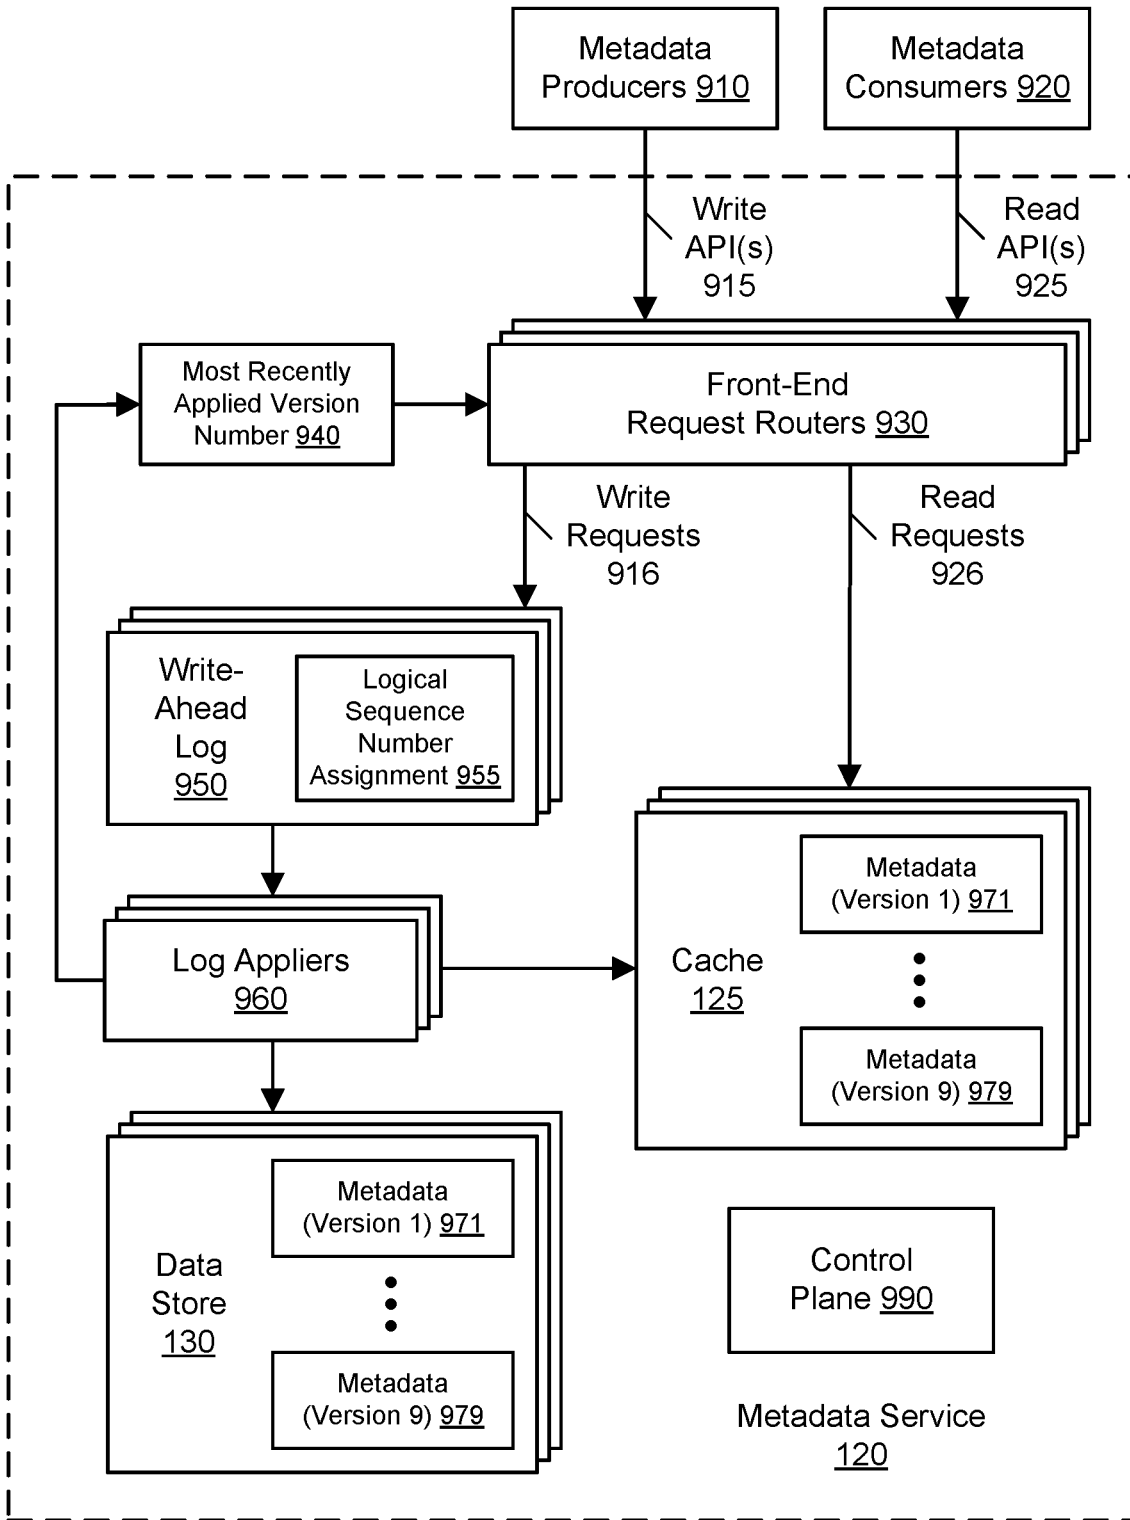 Metadata
Producers 910
Metadata
Consumers 920
Write
API(s)
915
Read
API(s)
925
Most Recently
Applied Version
Number 940
Front-End
Request Routers 930
Write
Requests
916
Read
Requests
926
Write-
Ahead
Log
950
Logical
Sequence
Number
Assignment 955
Log Appliers
960
Cache
125
Metadata
(Version 1) 971
Metadata
(Version 9) 979
Data
Store
130
Metadata
(Version 1) 971
Metadata
(Version 9) 979
Control
Plane 990
Metadata Service
120